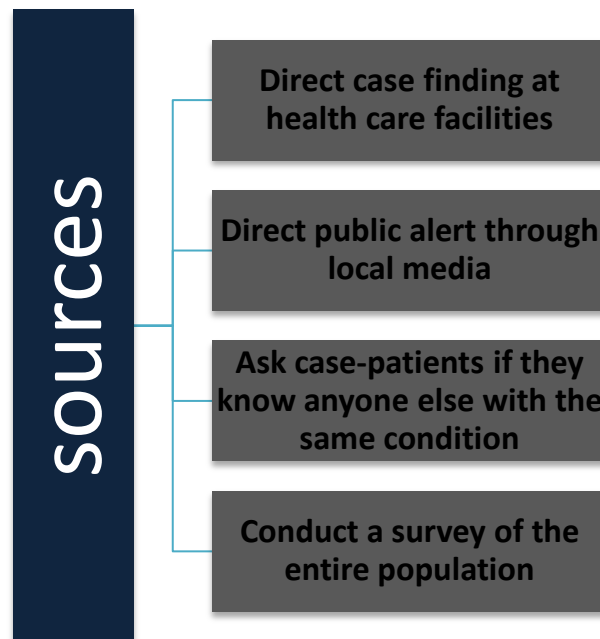 sources
Direct case finding at
health care facilities
Direct public alert through
local media
Ask case-patients if they
know anyone else with the
same condition
Conduct a survey of the
entire population